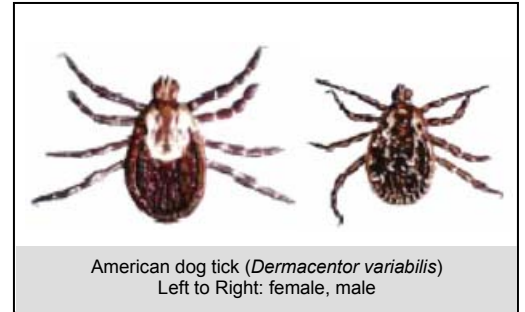 American dog tick (Dermacentor variabilis)
Left to Right: female, male